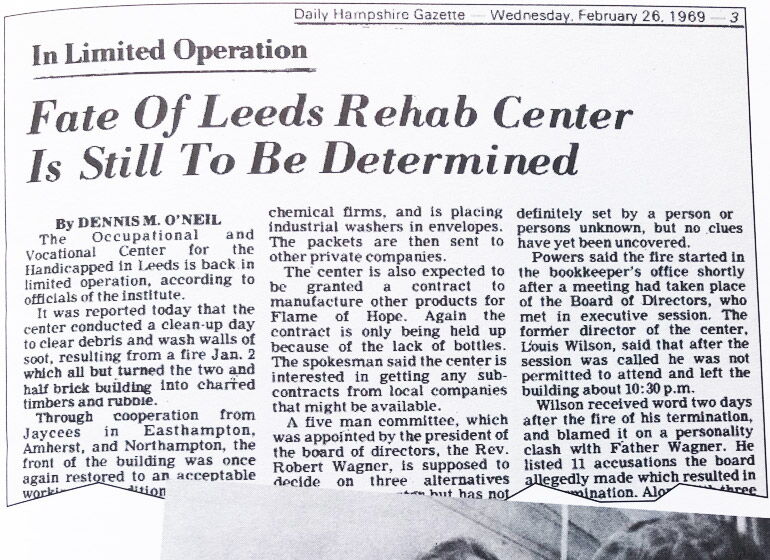 Daily Hampshire Gazette — Wednesday, February 26, 1969 — 3
In Limited Operation
Fate Of Leeds Rehab Center
Is Still To Be Determined
By DENNIS M. O'NEIL
The Occupational and
Vocational Center for the
Handicapped in Leeds is back in
limited operation, according to
officials of the institute.
It was reported today that the
center conducted a clean-up day
to clear debris and wash walls of
soot, resulting from a fire Jan. 2
which all but turned the two and
half brick building into charred
timbers and rubble.
Through cooperation from
Jaycees in Easthampton,
Amherst, and Northampton, the
front of the building was once
again restored to an acceptable
chemical firms, and is placing
industrial washers in envelopes.
The packets are then sent to
other private companies.
The center is also expected to
be granted a contract to
manufacture other products for
Flame of Hope. Again the
contract is only being held up
because of the lack of bottles.
The spokesman said the center is
interested in getting any sub-
contracts from local companies
that might be available.
A five man committee, which
was appointed by the president of
the board of directors, the Rev.
Robert Wagner, is supposed to
decide on three alternatives
but has not
definitely set by a person or
persons unknown, but no clues
have yet been uncovered.
Powers said the fire started in
the bookkeeper's office shortly
after a meeting had taken place
of the Board of Directors, who
met in executive session. The
former director of the center,
Louis Wilson, said that after the
session was called he was not
permitted to attend and left the
building about 10:30 p.m.
Wilson received word two days
after the fire of his termination,
and blamed it on a personality
clash with Father Wagner. He
listed 11 accusations the board
allegedly made which resulted in
three